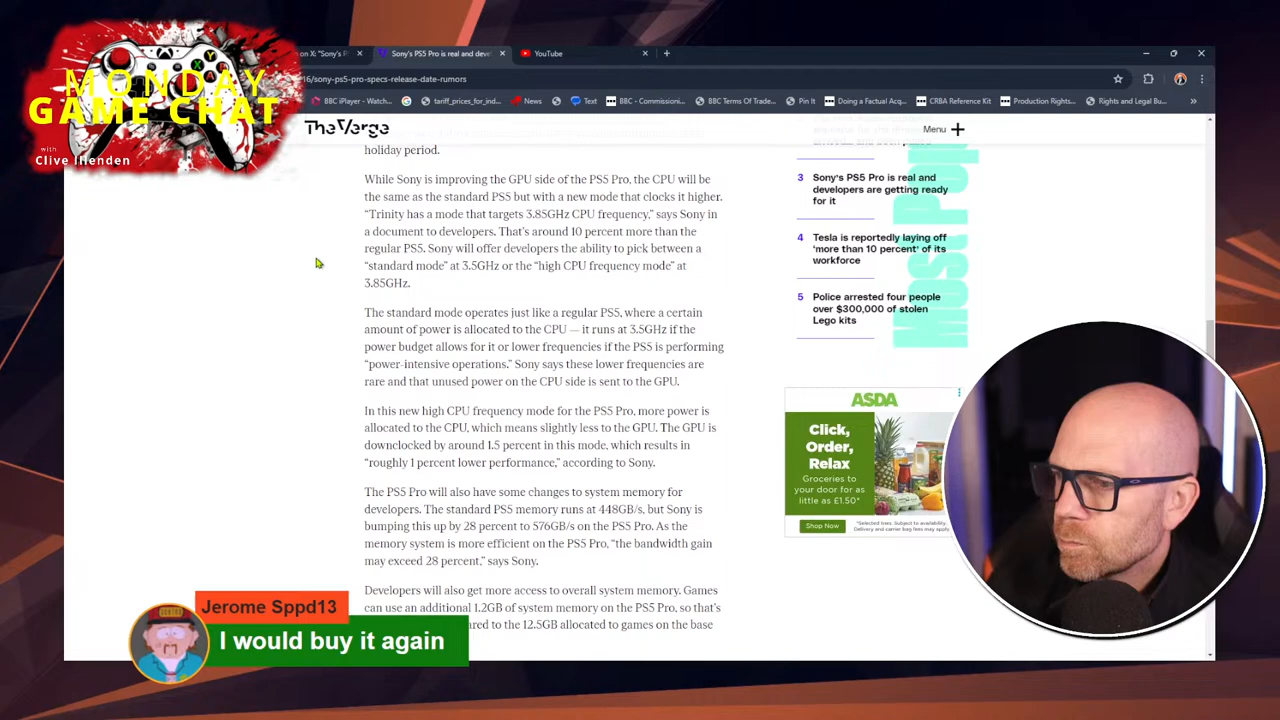 MONDAY
GAME CHAT
with
Clive Illenden
on X: "Sony's P
Sony's PS5 Pro is real and deve
YouTube
16/sony-ps5-pro-specs-release-date-rumors
BBC iPlayer - Watch...
tariff_prices_for_ind...
News
Text
BBC - Commissioni...
BBC Terms Of Trade...
Pin It
Doing a Factual Acq...
CRBA Reference Kit
Production Rights...
Rights and Legal Bu...
The Verge
Menu
holiday period.
While Sony is improving the GPU side of the PS5 Pro, the CPU will be
the same as the standard PS5 but with a new mode that clocks it higher.
“Trinity has a mode that targets 3.85GHz CPU frequency,” says Sony in
a document to developers. That’s around 10 percent more than the
regular PS5. Sony will offer developers the ability to pick between a
“standard mode” at 3.5GHz or the “high CPU frequency mode” at
3.85GHz.
The standard mode operates just like a regular PS5, where a certain
amount of power is allocated to the CPU — it runs at 3.5GHz if the
power budget allows for it or lower frequencies if the PS5 is performing
“power-intensive operations.” Sony says these lower frequencies are
rare and that unused power on the CPU side is sent to the GPU.
In this new high CPU frequency mode for the PS5 Pro, more power is
allocated to the CPU, which means slightly less to the GPU. The GPU is
downclocked by around 1.5 percent in this mode, which results in
“roughly 1 percent lower performance,” according to Sony.
The PS5 Pro will also have some changes to system memory for
developers. The standard PS5 memory runs at 448GB/s, but Sony is
bumping this up by 28 percent to 576GB/s on the PS5 Pro. As the
memory system is more efficient on the PS5 Pro, “the bandwidth gain
may exceed 28 percent,” says Sony.
Developers will also get more access to overall system memory. Games
can use an additional 1.2GB of system memory on the PS5 Pro, so that’s
ared to the 12.5GB allocated to games on the base
3 Sony's PS5 Pro is real and
developers are getting ready
for it
4 Tesla is reportedly laying off
‘more than 10 percent’ of its
workforce
5 Police arrested four people
over $300,000 of stolen
Lego kits
Most Pop
ASDA
Click,
Order,
Relax
Groceries to
your door for as
little as £1.50*
Shop Now
*Selected times. Subject to availability.
Delivery and carrier bag fees may apply
Jerome Sppd13
I would buy it again